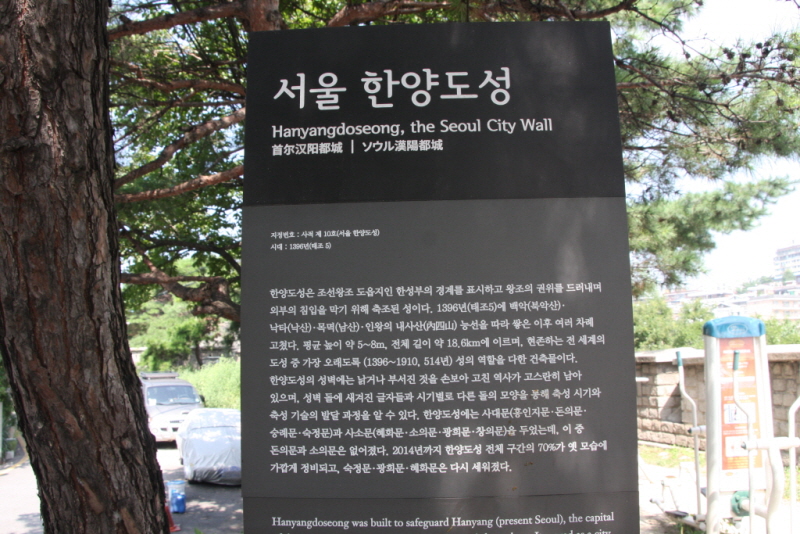 서울 한양도성
Hanyangdoseong, the Seoul City Wall
首尔汉阳都城 | ソウル漢陽都城
지정번호 : 사적 제 10호(서울 한양도성)
시대 : 1396년(태조 5)
한양도성은 조선왕조 도읍지인 한성부의 경계를 표시하고 왕조의 권위를 드러내며
외부의 침입을 막기 위해 축조된 성이다. 1396년(태조5)에 백악(북악산)·
낙타(낙산)·목멱(남산)·인왕의 내사산(內四山) 능선을 따라 쌓은 이후 여러 차례
고쳤다. 평균 높이 약 5~8m, 전체 길이 약 18.6km에 이르며, 현존하는 전 세계의
도성 중 가장 오래도록 (1396~1910, 514년) 성의 역할을 다한 건축물이다.
한양도성의 성벽에는 낡거나 부서진 것을 손보아 고친 역사가 고스란히 남아
있으며, 성벽 돌에 새겨진 글자들과 시기별로 다른 돌의 모양을 통해 축성 시기와
축성 기술의 발달 과정을 알 수 있다. 한양도성에는 사대문(흥인지문·돈의문·
숭례문·숙정문)과 사소문(혜화문·소의문·광희문·창의문)을 두었는데, 이 중
돈의문과 소의문은 없어졌다. 2014년까지 한양도성 전체 구간의 70%가 옛 모습에
가깝게 정비되고, 숙정문·광희문·혜화문은 다시 세워졌다.
Hanyangdoseong was built to safeguard Hanyang (present Seoul), the capital